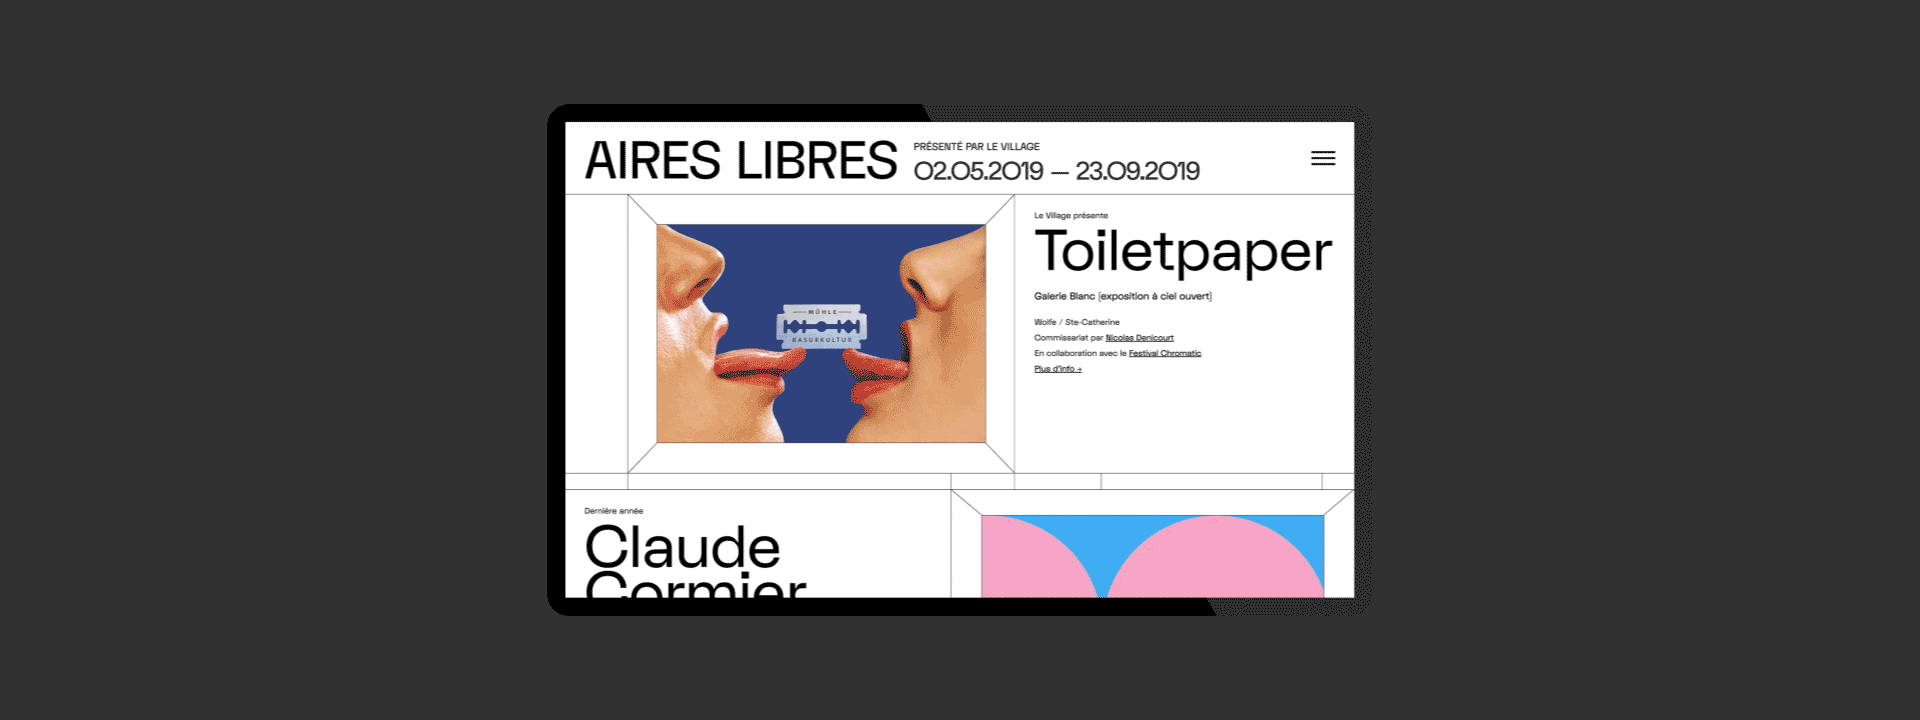 AIRES LIBRES
PRÉSENTÉ PAR LE VILLAGE
02.05.2019 — 23.09.2019
Le Village présente
Toiletpaper
Galerie Blanc (exposition à ciel ouvert)
Wolfe / Ste-Catherine
Commissariat par Nicolas Denicourt
En collaboration avec le Festival Chromatic
Plus d'info →
MÜHLE
RASURKULTUR
Dernière année
Claude
Cormier